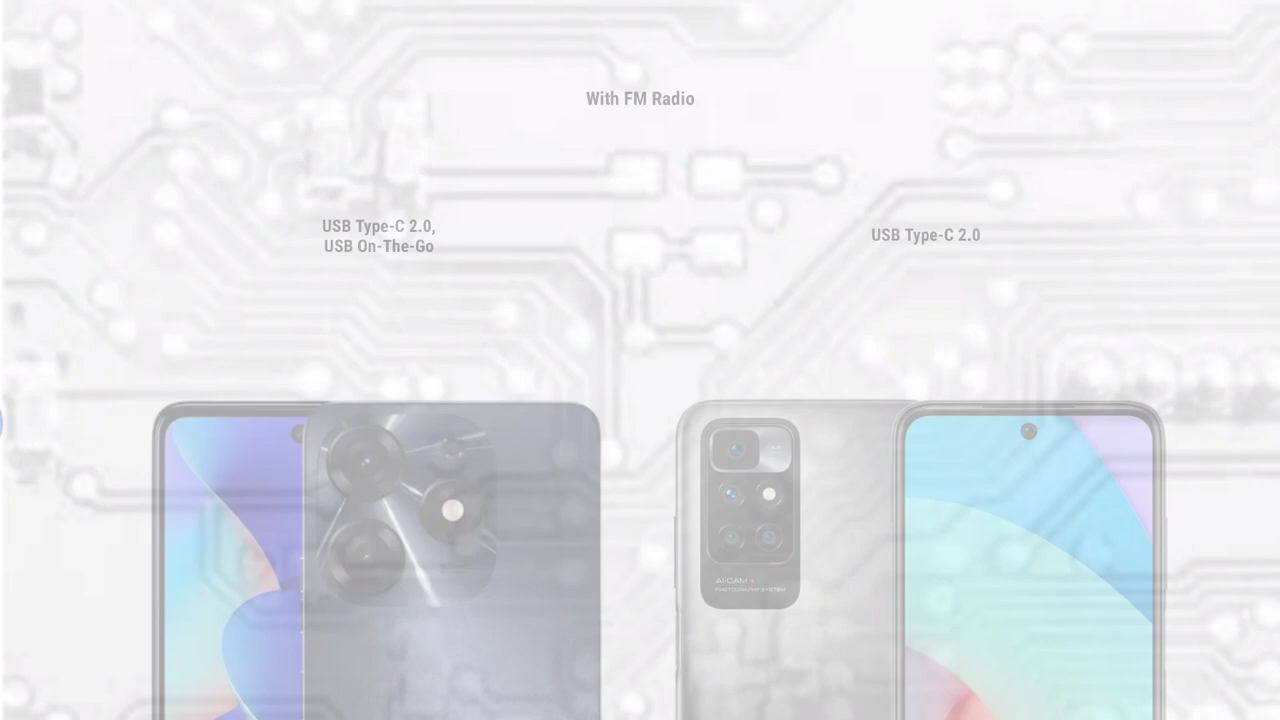 With FM Radio
USB Type-C 2.0,
USB On-The-Go
USB Type-C 2.0
AI-CAM
PHOTOGRAPHY SYSTEM